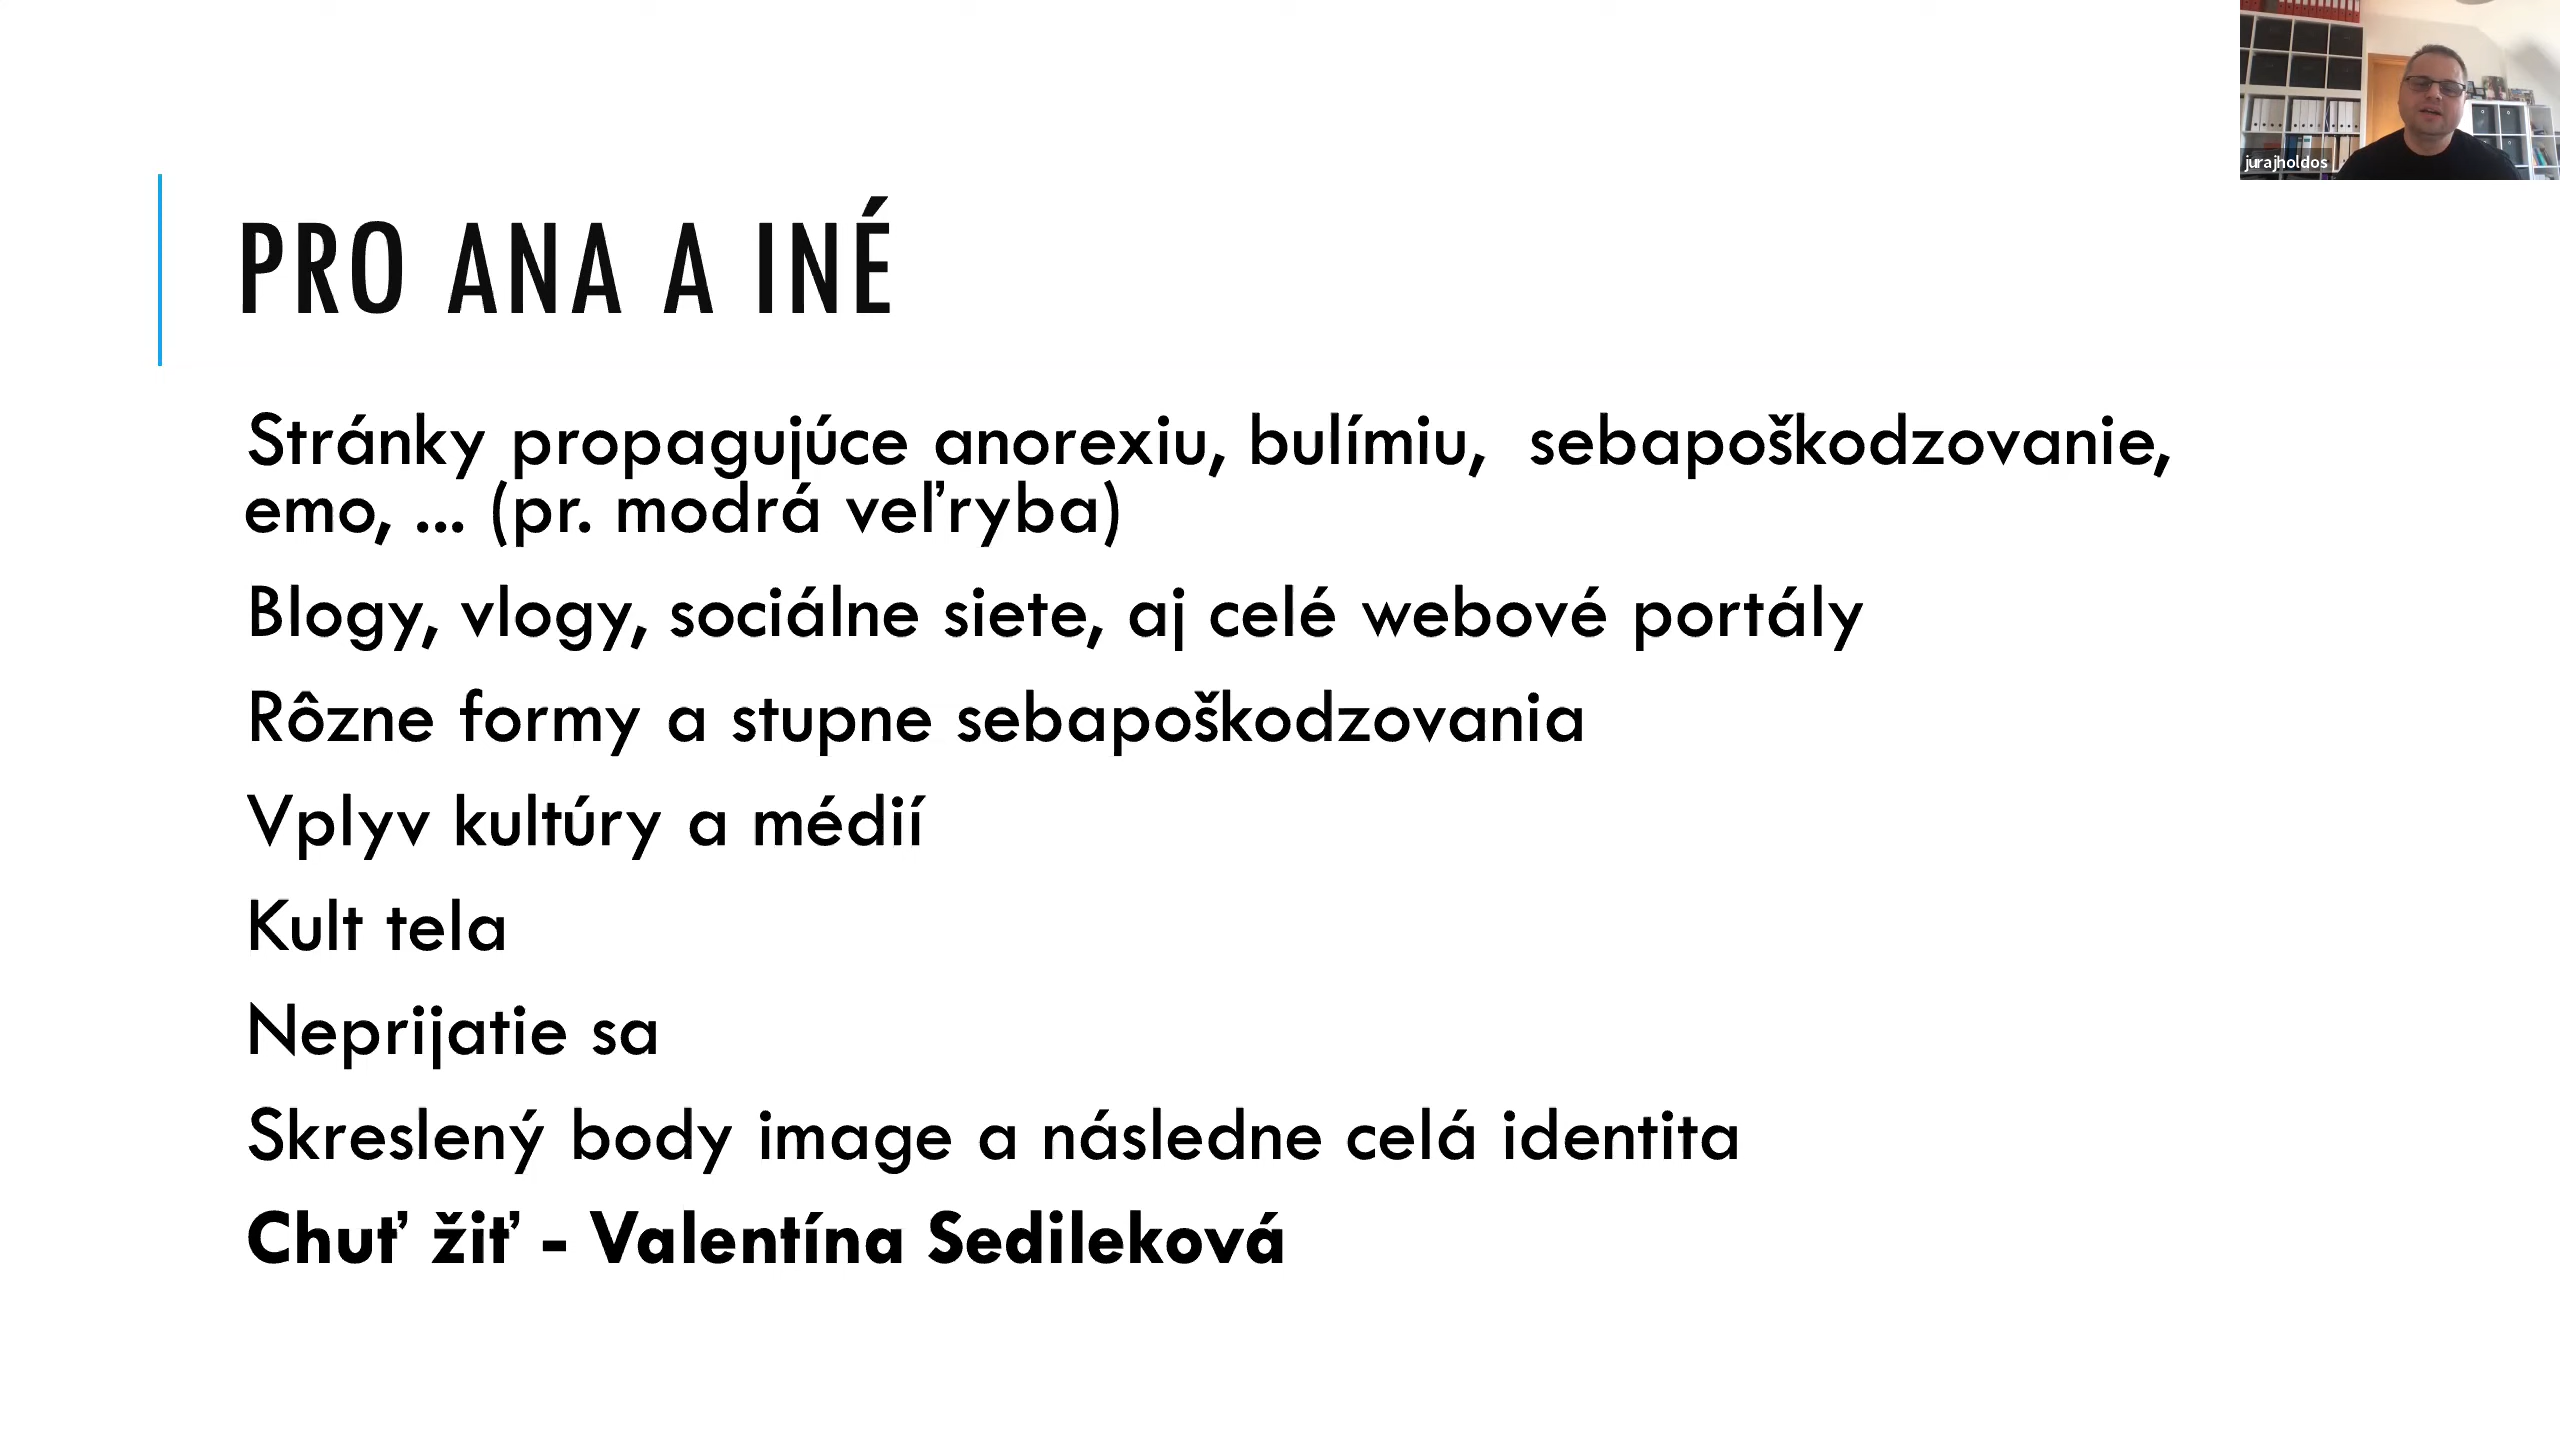 jurajholdos
PRO ANA A INÉ
Stránky propagujúce anorexiu, bulímiu,  sebapoškodzovanie,
emo, ... (pr. modrá veľryba)
Blogy, vlogy, sociálne siete, aj celé webové portály
Rôzne formy a stupne sebapoškodzovania
Vplyv kultúry a médií
Kult tela
Neprijatie sa
Skreslený body image a následne celá identita
Chuť žiť - Valentína Sedileková